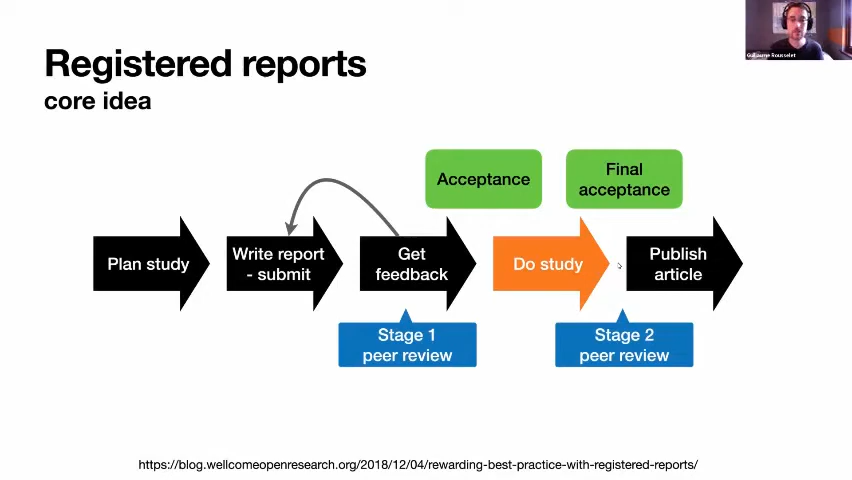 Guillaume Rousselet
Registered reports
core idea
Acceptance
Final
acceptance
Plan study
Write report
- submit
Get
feedback
Do study
Publish
article
Stage 1
peer review
Stage 2
peer review
https://blog.wellcomeopenresearch.org/2018/12/04/rewarding-best-practice-with-registered-reports/